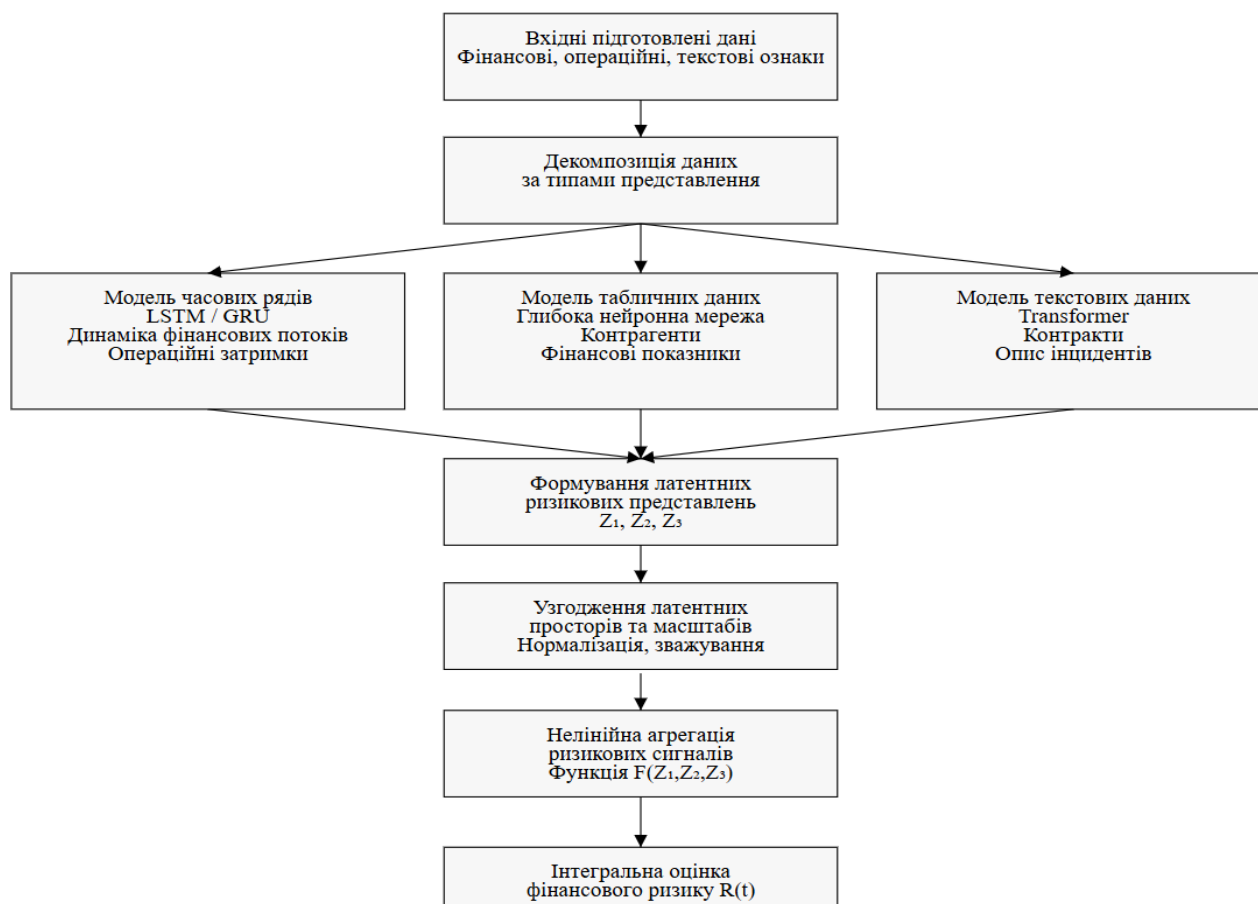 Вхідні підготовлені дані
Фінансові, операційні, текстові ознаки
Декомпозиція даних
за типами представлення
Модель часових рядів
LSTM / GRU
Динаміка фінансових потоків
Операційні затримки
Модель табличних даних
Глибока нейронна мережа
Контрагенти
Фінансові показники
Модель текстових даних
Transformer
Контракти
Опис інцидентів
Формування латентних
ризикових представлень
Z₁, Z₂, Z₃
Узгодження латентних
просторів та масштабів
Нормалізація, зважування
Нелінійна агрегація
ризикових сигналів
Функція F(Z₁,Z₂,Z₃)
Інтегральна оцінка
фінансового ризику R(t)